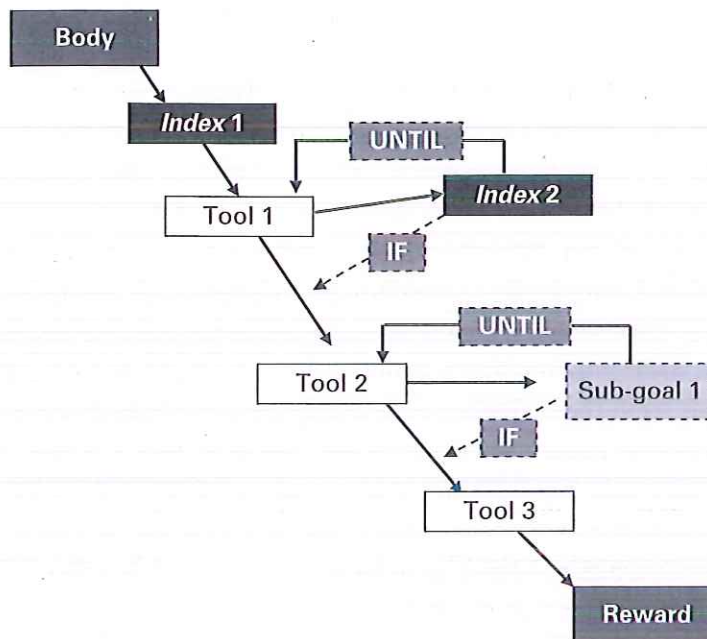 Body
Index 1
UNTIL
Tool 1
Index 2
IF
UNTIL
Tool 2
Sub-goal 1
IF
Tool 3
Reward